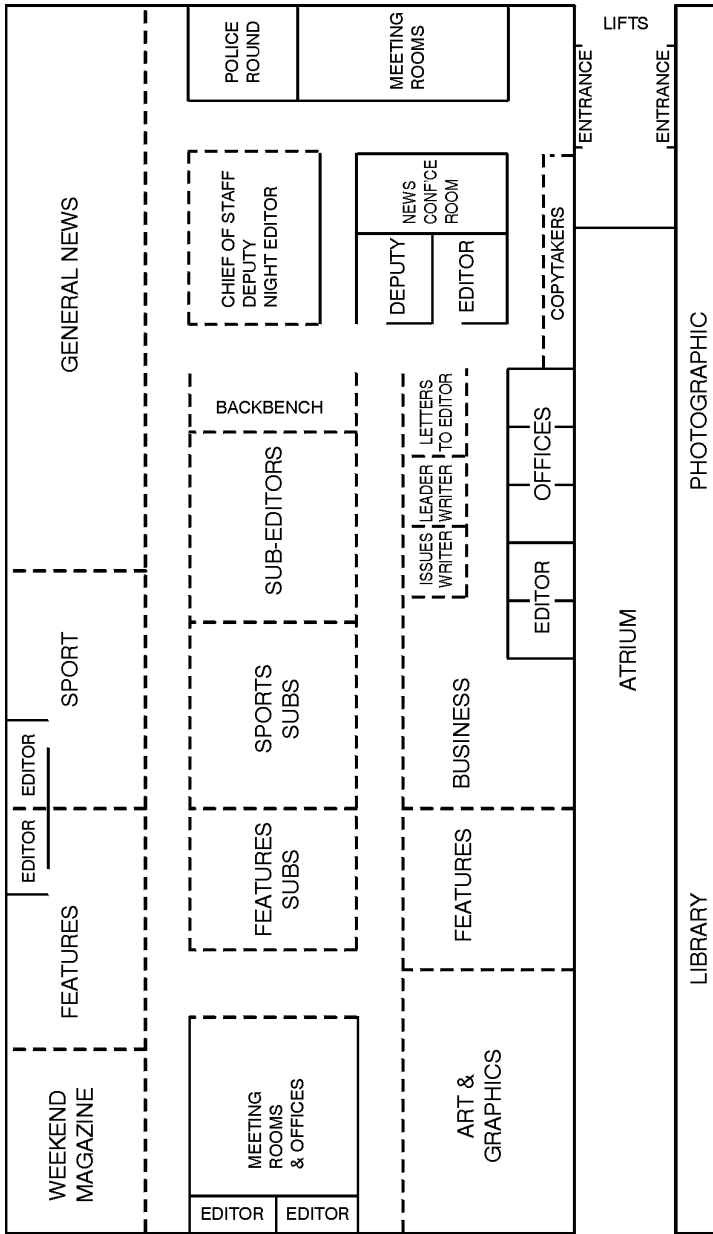 LIFTS
ENTRANCE
ENTRANCE
POLICE
ROUND
MEETING
ROOMS
GENERAL NEWS
CHIEF OF STAFF
DEPUTY
NIGHT EDITOR
NEWS
CONF'CE
ROOM
DEPUTY
EDITOR
COPYTAKERS
PHOTOGRAPHIC
BACKBENCH
LETTERS
TO EDITOR
LEADER
WRITER
ISSUES
WRITER
OFFICES
EDITOR
SUB-EDITORS
ATRIUM
SPORT
SPORTS
SUBS
BUSINESS
EDITOR
EDITOR
FEATURES
SUBS
FEATURES
FEATURES
LIBRARY
WEEKEND
MAGAZINE
MEETING
ROOMS
& OFFICES
ART &
GRAPHICS
EDITOR
EDITOR